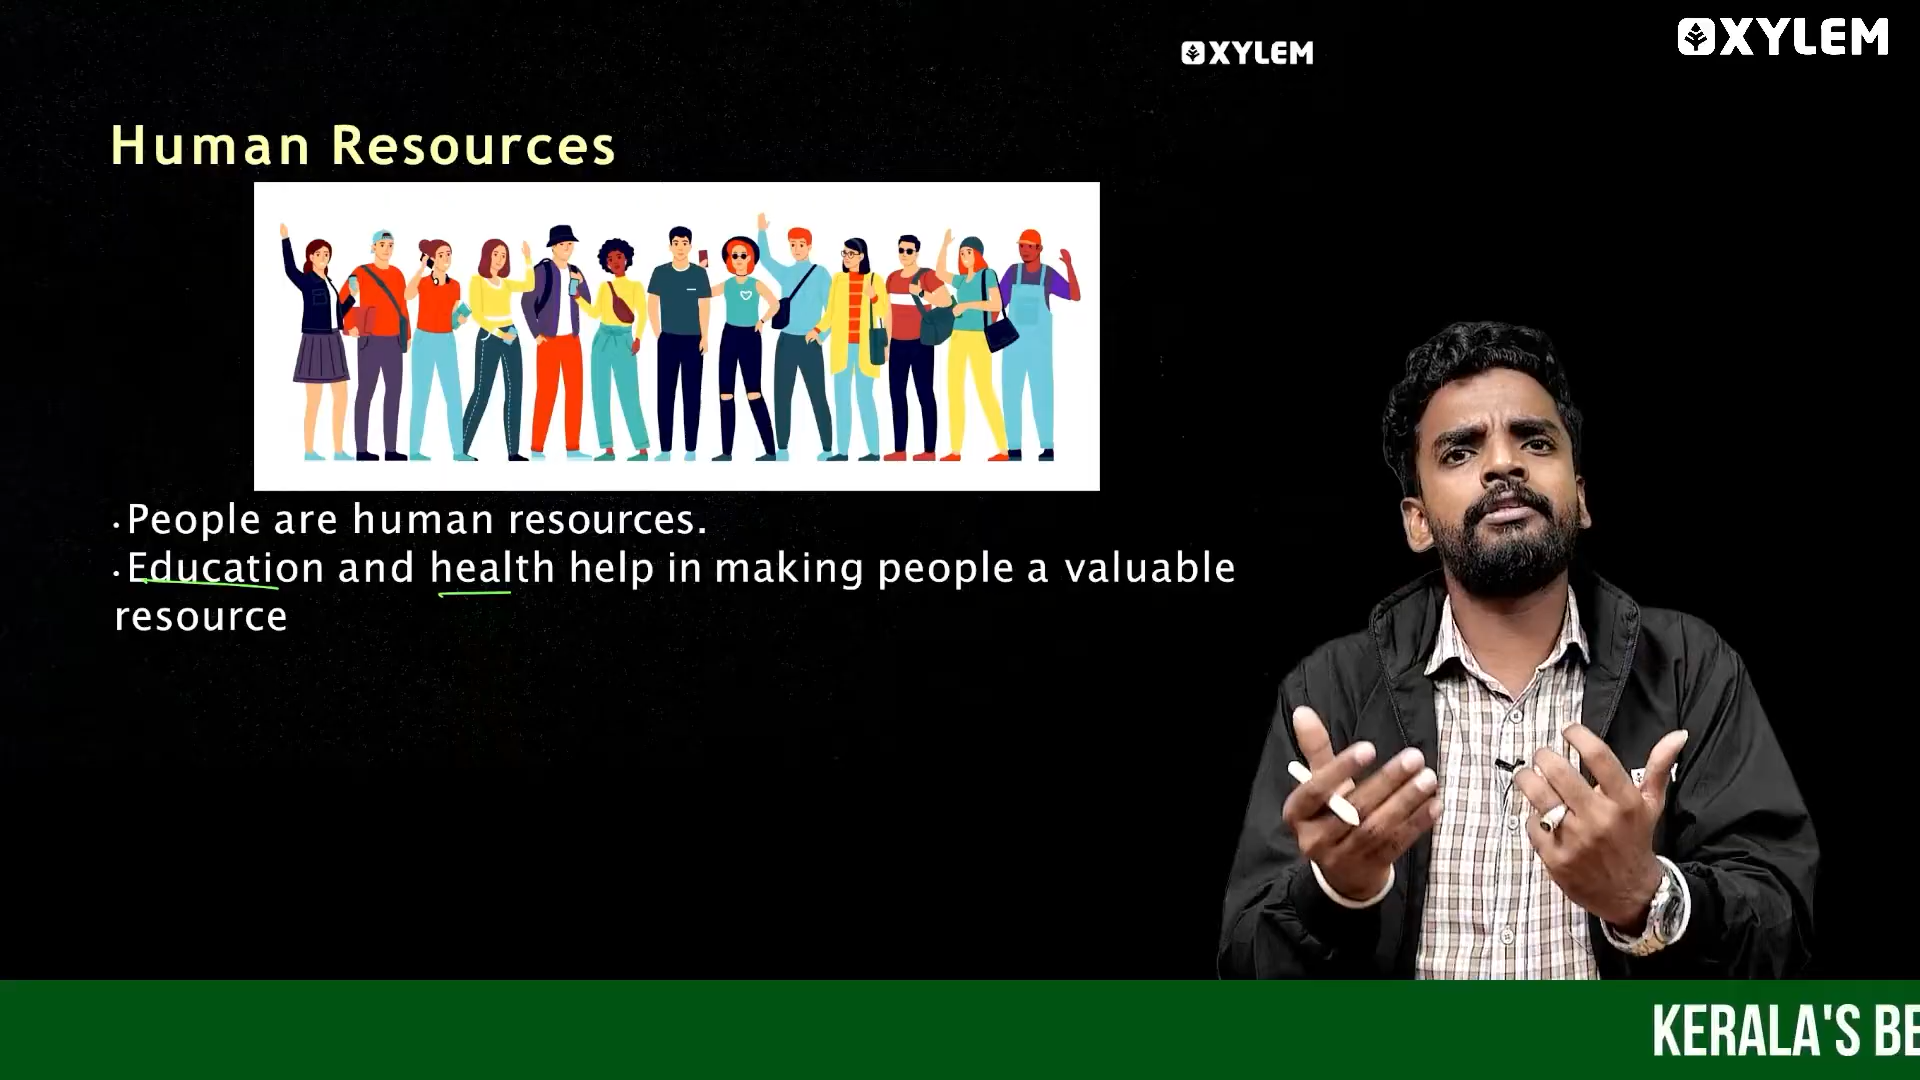 XYLEM
XYLEM
Human Resources
·People are human resources.
·Education and health help in making people a valuable
resource
KERALA'S BE